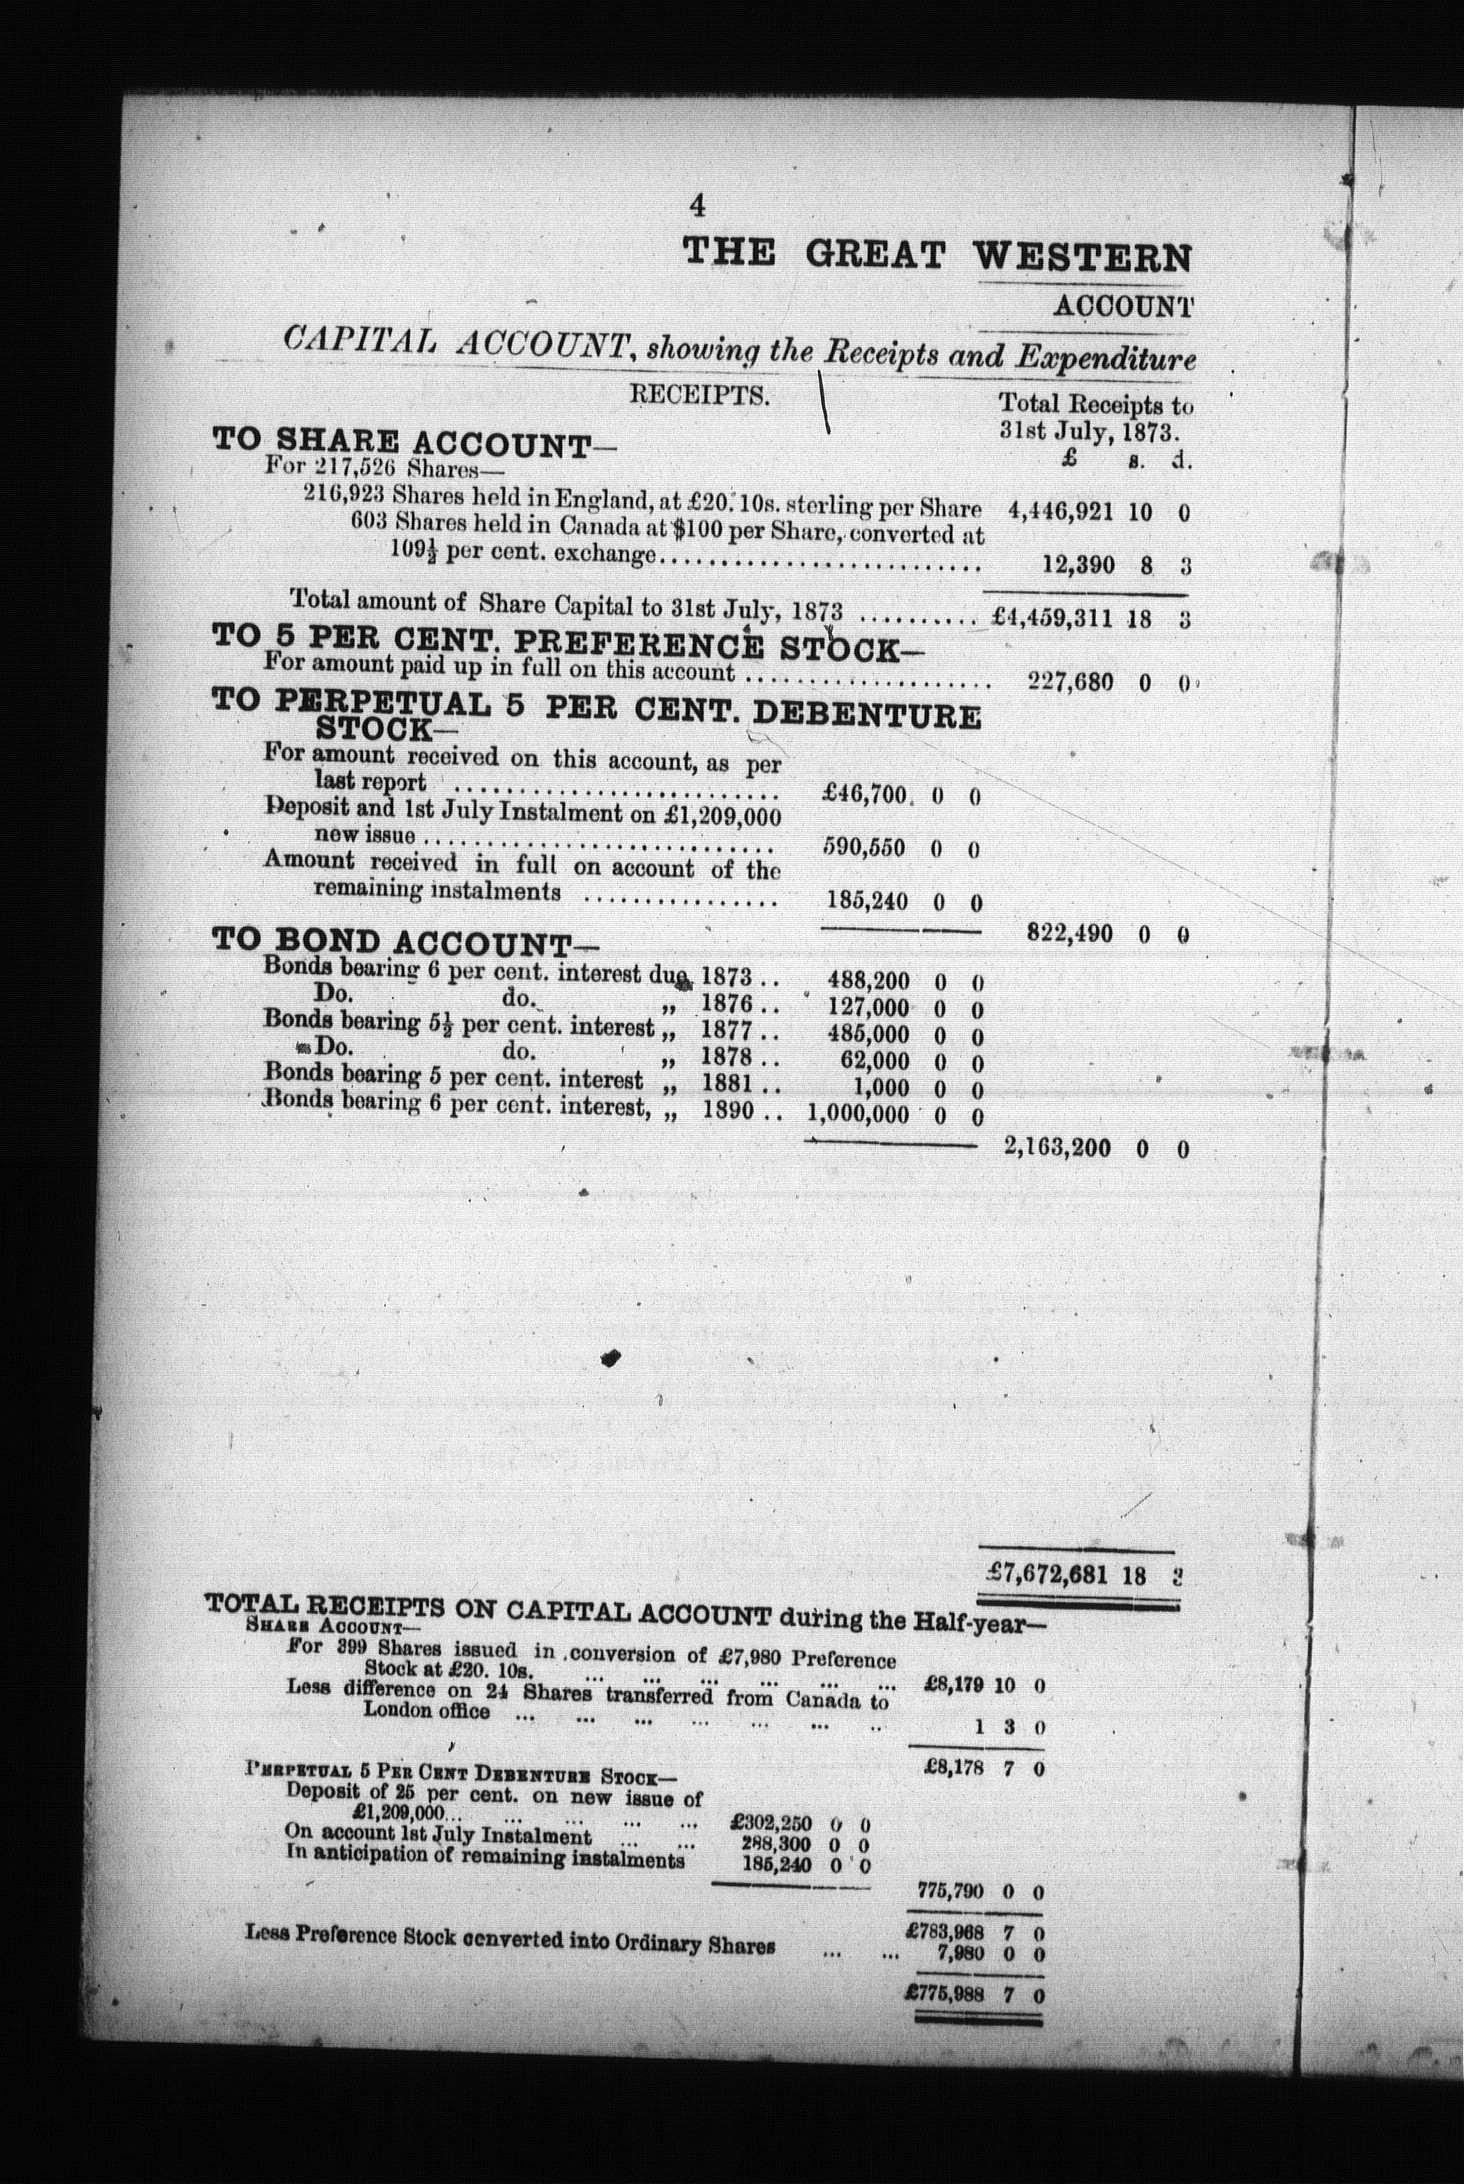 4
THE GREAT WESTERN
ACCOUNT
CAPITAL ACCOUNT, showing the Receipts and Expenditure
RECEIPTS.
Total Receipts to
31st July, 1873.
£ s. d.
TO SHARE ACCOUNT—
For 217,526 Shares—
216,923 Shares held in England, at £20. 10s. sterling per Share 4,446,921 10 0
603 Shares held in Canada at $100 per Share, converted at
109½ per cent. exchange.......................... 12,390 8 3
Total amount of Share Capital to 31st July, 1873 .......... £4,459,311 18 3
TO 5 PER CENT. PREFERENCE STOCK—
For amount paid up in full on this account .................... 227,680 0 0
TO PERPETUAL 5 PER CENT. DEBENTURE
STOCK—
For amount received on this account, as per
last report .......................... £46,700 0 0
Deposit and 1st July Instalment on £1,209,000
new issue ............................ 590,550 0 0
Amount received in full on account of the
remaining instalments ................ 185,240 0 0
822,490 0 0
TO BOND ACCOUNT—
Bonds bearing 6 per cent. interest due 1873 .. 488,200 0 0
Do. do. „ 1876 .. 127,000 0 0
Bonds bearing 5½ per cent. interest „ 1877 .. 485,000 0 0
Do. do. „ 1878 .. 62,000 0 0
Bonds bearing 5 per cent. interest „ 1881 .. 1,000 0 0
Bonds bearing 6 per cent. interest, „ 1890 .. 1,000,000 0 0
2,163,200 0 0
£7,672,681 18 3
TOTAL RECEIPTS ON CAPITAL ACCOUNT during the Half-year—
SHARE ACCOUNT—
For 399 Shares issued in conversion of £7,980 Preference
Stock at £20. 10s. ... ... ... ... ... ... £8,179 10 0
Less difference on 24 Shares transferred from Canada to
London office ... ... ... ... ... ... .. 1 3 0
£8,178 7 0
PERPETUAL 5 PER CENT DEBENTURE STOCK—
Deposit of 25 per cent. on new issue of
£1,209,000... ... ... ... ... £302,250 0 0
On account 1st July Instalment ... ... 288,300 0 0
In anticipation of remaining instalments 185,240 0 0
775,790 0 0
£783,968 7 0
Less Preference Stock converted into Ordinary Shares ... ... 7,980 0 0
£775,988 7 0